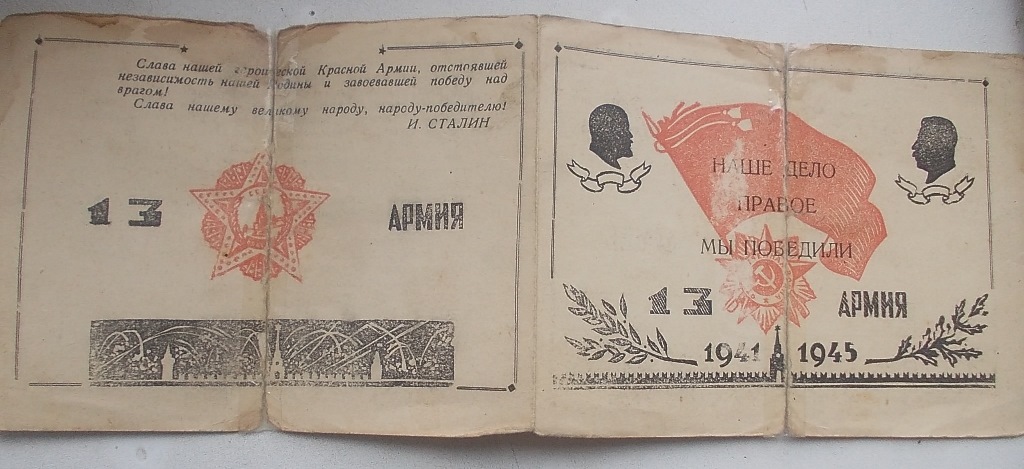 Слава нашей героической Красной Армии, отстоявшей
независимость нашей Родины и завоевавшей победу над
врагом!
Слава нашему великому народу, народу-победителю!
И. СТАЛИН
13 АРМИЯ
НАШЕ ДЕЛО
ПРАВОЕ
МЫ ПОБЕДИЛИ
13 АРМИЯ
1941 1945